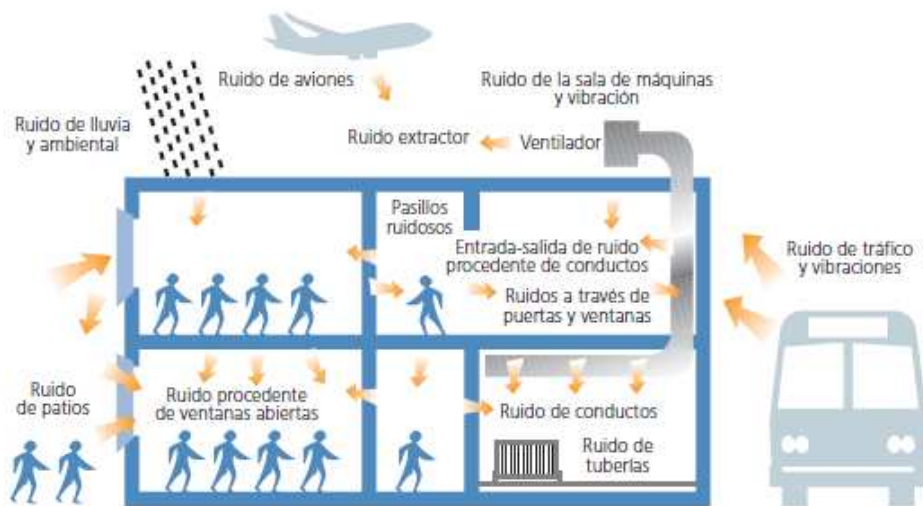 Ruido de aviones
Ruido de la sala de máquinas
y vibración
Ruido de lluvia
y ambiental
Ruido extractor
Ventilador
Pasillos
ruidosos
Entrada-salida de ruido
procedente de conductos
Ruido de tráfico
y vibraciones
Ruidos a través de
puertas y ventanas
Ruido
de patios
Ruido procedente
de ventanas abiertas
Ruido de conductos
Ruido de
tuberías